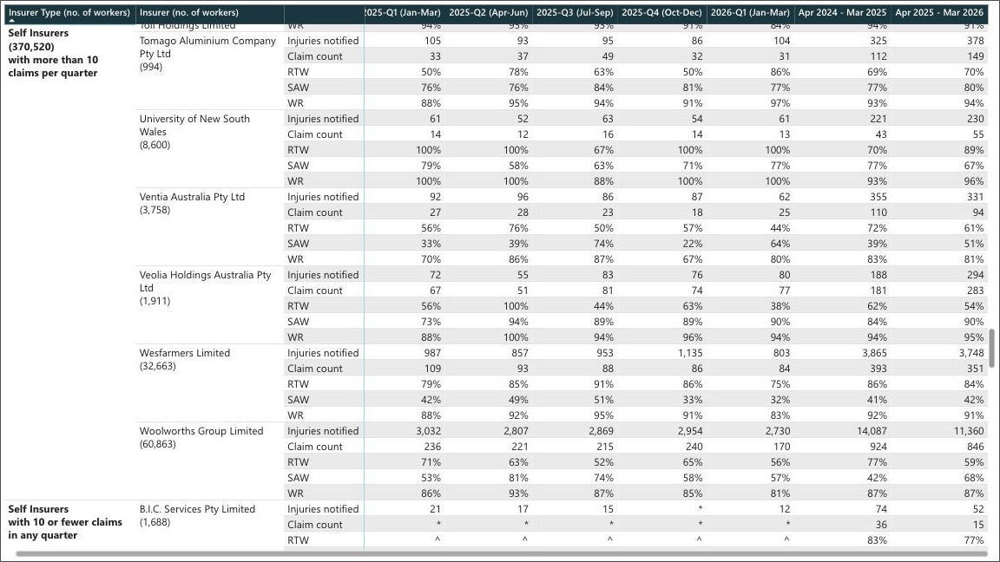 Insurer Type (no. of workers) Insurer (no. of workers) 2025-Q1 (Jan-Mar) 2025-Q2 (Apr-Jun) 2025-Q3 (Jul-Sep) 2025-Q4 (Oct-Dec) 2026-Q1 (Jan-Mar) Apr 2024 - Mar 2025 Apr 2025 - Mar 2026
Self Insurers
(370,520)
with more than 10
claims per quarter
Toll Holdings Limited WR 94% 95% 93% 91% 84% 94% 91%
Tomago Aluminium Company
Pty Ltd
(994)
Injuries notified 105 93 95 86 104 325 378
Claim count 33 37 49 32 31 112 149
RTW 50% 78% 63% 50% 86% 69% 70%
SAW 76% 76% 84% 81% 77% 77% 80%
WR 88% 95% 94% 91% 97% 93% 94%
University of New South
Wales
(8,600)
Injuries notified 61 52 63 54 61 221 230
Claim count 14 12 16 14 13 43 55
RTW 100% 100% 67% 100% 100% 70% 89%
SAW 79% 58% 63% 71% 77% 77% 67%
WR 100% 100% 88% 100% 100% 93% 96%
Ventia Australia Pty Ltd
(3,758)
Injuries notified 92 96 86 87 62 355 331
Claim count 27 28 23 18 25 110 94
RTW 56% 76% 50% 57% 44% 72% 61%
SAW 33% 39% 74% 22% 64% 39% 51%
WR 70% 86% 87% 67% 80% 83% 81%
Veolia Holdings Australia Pty
Ltd
(1,911)
Injuries notified 72 55 83 76 80 188 294
Claim count 67 51 81 74 77 181 283
RTW 56% 100% 44% 63% 38% 62% 54%
SAW 73% 94% 89% 89% 90% 84% 90%
WR 88% 100% 94% 96% 94% 94% 95%
Wesfarmers Limited
(32,663)
Injuries notified 987 857 953 1,135 803 3,865 3,748
Claim count 109 93 88 86 84 393 351
RTW 79% 85% 91% 86% 75% 86% 84%
SAW 42% 49% 51% 33% 32% 41% 42%
WR 88% 92% 95% 91% 83% 92% 91%
Woolworths Group Limited
(60,863)
Injuries notified 3,032 2,807 2,869 2,954 2,730 14,087 11,360
Claim count 236 221 215 240 170 924 846
RTW 71% 63% 52% 65% 56% 77% 59%
SAW 53% 81% 74% 58% 57% 42% 68%
WR 86% 93% 87% 85% 81% 87% 87%
Self Insurers
with 10 or fewer claims
in any quarter
B.I.C. Services Pty Limited
(1,688)
Injuries notified 21 17 15 * 12 74 52
Claim count * * * * * 36 15
RTW ^ ^ ^ ^ ^ 83% 77%